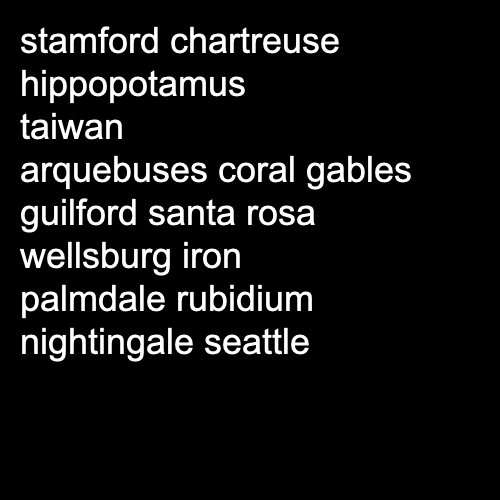 stamford chartreuse
hippopotamus
taiwan
arquebuses coral gables
guilford santa rosa
wellsburg iron
palmdale rubidium
nightingale seattle